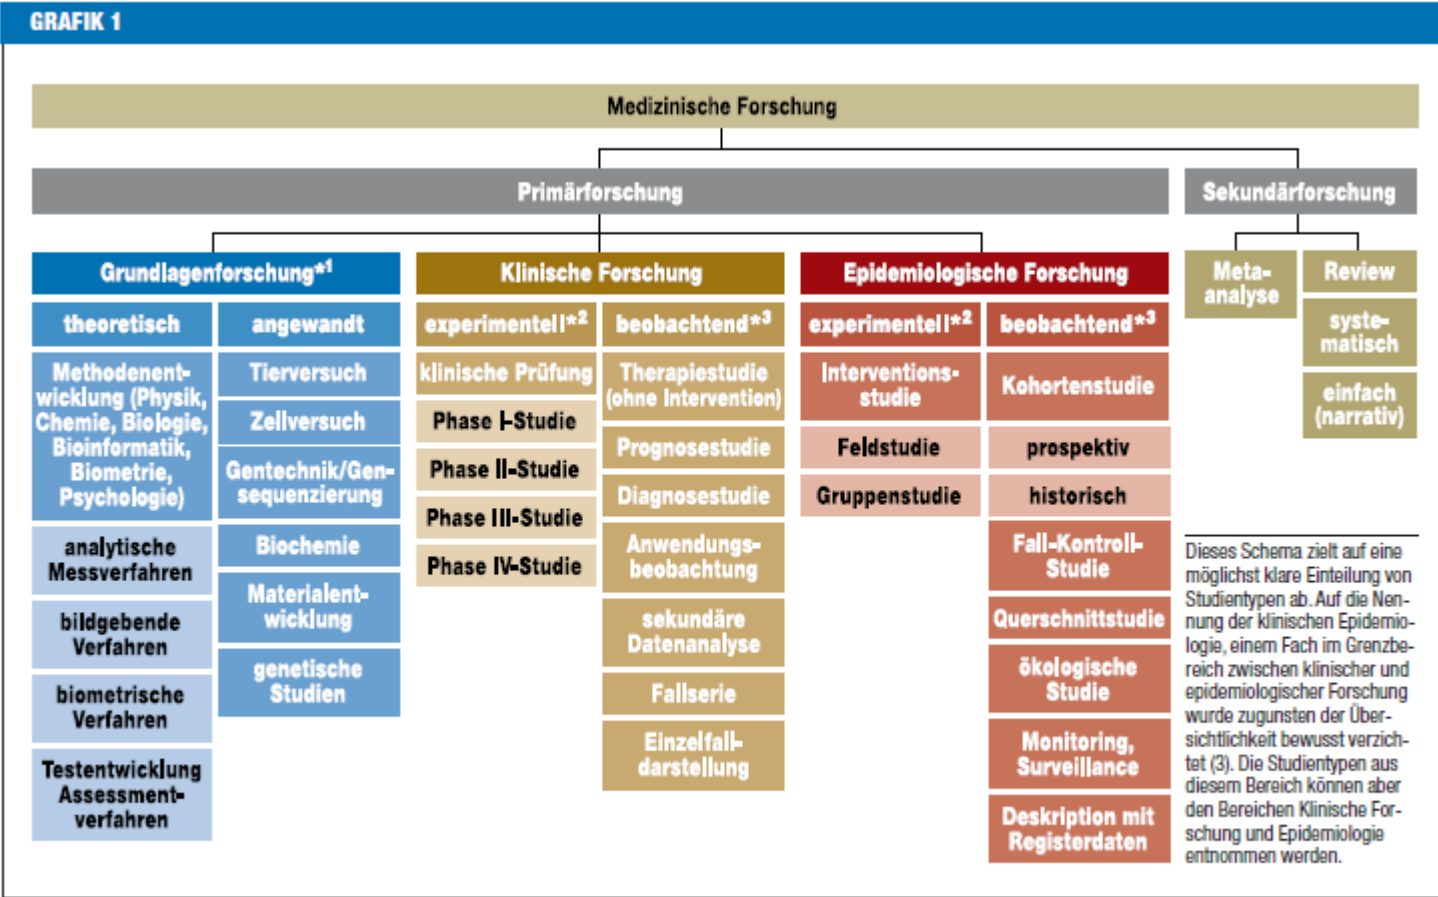 GRAFIK 1
Medizinische Forschung
Primärforschung
Sekundärforschung
Grundlagenforschung*1
theoretisch
Methodenent-
wicklung (Physik,
Chemie, Biologie,
Bioinformatik,
Biometrie,
Psychologie)
analytische
Messverfahren
bildgebende
Verfahren
biometrische
Verfahren
Testentwicklung
Assessment-
verfahren
angewandt
Tierversuch
Zellversuch
Gentechnik/Gen-
sequenzierung
Biochemie
Materialent-
wicklung
genetische
Studien
Klinische Forschung
experimentell*2
klinische Prüfung
Phase I-Studie
Phase II-Studie
Phase III-Studie
Phase IV-Studie
beobachtend*3
Therapiestudie
(ohne Intervention)
Prognosestudie
Diagnosestudie
Anwendungs-
beobachtung
sekundäre
Datenanalyse
Fallserie
Einzelfall-
darstellung
Epidemiologische Forschung
experimentell*2
Interventions-
studie
Feldstudie
Gruppenstudie
beobachtend*3
Kohortenstudie
prospektiv
historisch
Fall-Kontroll-
Studie
Querschnittstudie
ökologische
Studie
Monitoring,
Surveillance
Deskription mit
Registerdaten
Meta-
analyse
Review
syste-
matisch
einfach
(narrativ)
Dieses Schema zielt auf eine
möglichst klare Einteilung von
Studientypen ab. Auf die Nen-
nung der klinischen Epidemio-
logie, einem Fach im Grenzbe-
reich zwischen klinischer und
epidemiologischer Forschung
wurde zugunsten der Über-
sichtlichkeit bewusst verzich-
tet (3). Die Studientypen aus
diesem Bereich können aber
den Bereichen Klinische For-
schung und Epidemiologie
entnommen werden.